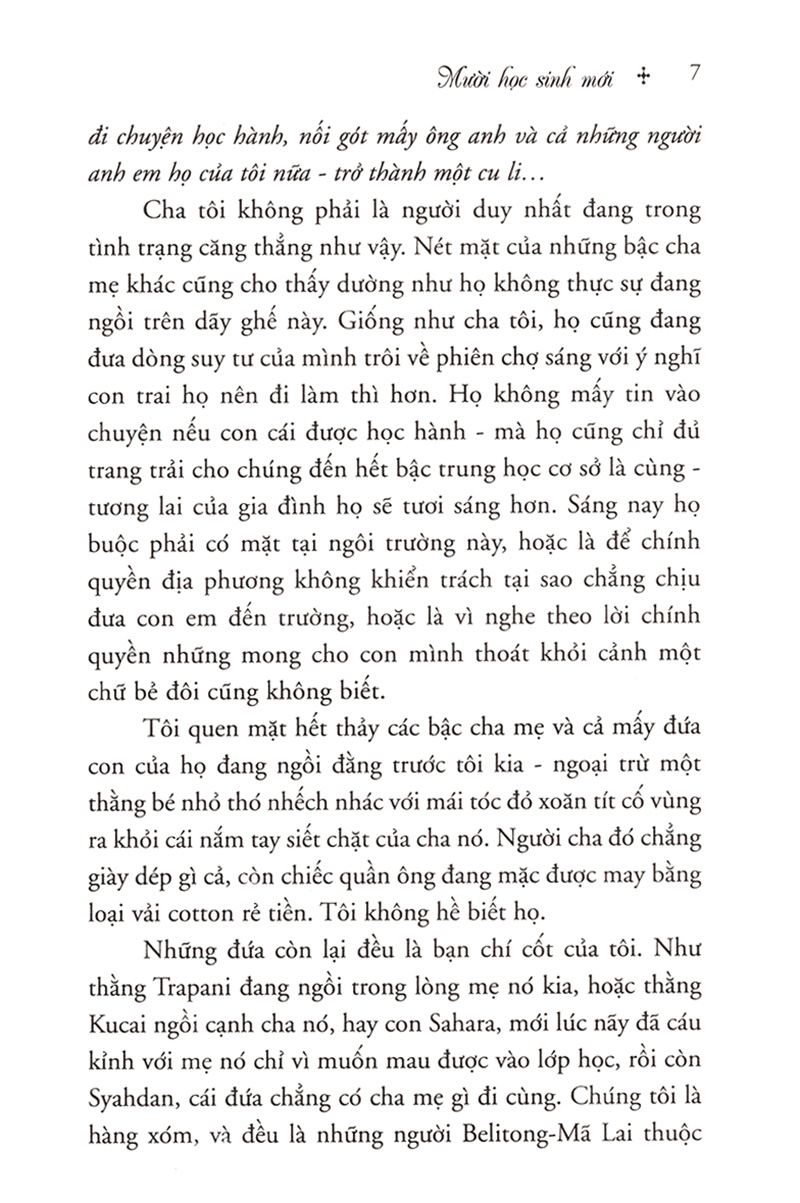 Mười học sinh mới ✢ 7
đi chuyện học hành, nối gót mấy ông anh và cả những người
anh em họ của tôi nữa - trở thành một cu li...
Cha tôi không phải là người duy nhất đang trong
tình trạng căng thẳng như vậy. Nét mặt của những bậc cha
mẹ khác cũng cho thấy dường như họ không thực sự đang
ngồi trên dãy ghế này. Giống như cha tôi, họ cũng đang
đưa dòng suy tư của mình trôi về phiên chợ sáng với ý nghĩ
con trai họ nên đi làm thì hơn. Họ không mấy tin vào
chuyện nếu con cái được học hành - mà họ cũng chỉ đủ
trang trải cho chúng đến hết bậc trung học cơ sở là cùng -
tương lai của gia đình họ sẽ tươi sáng hơn. Sáng nay họ
buộc phải có mặt tại ngôi trường này, hoặc là để chính
quyền địa phương không khiển trách tại sao chẳng chịu
đưa con em đến trường, hoặc là vì nghe theo lời chính
quyền những mong cho con mình thoát khỏi cảnh một
chữ bẻ đôi cũng không biết.
Tôi quen mặt hết thảy các bậc cha mẹ và cả mấy đứa
con của họ đang ngồi đằng trước tôi kia - ngoại trừ một
thằng bé nhỏ thó nhếch nhác với mái tóc đỏ xoăn tít cố vùng
ra khỏi cái nắm tay siết chặt của cha nó. Người cha đó chẳng
giày dép gì cả, còn chiếc quần ông đang mặc được may bằng
loại vải cotton rẻ tiền. Tôi không hề biết họ.
Những đứa còn lại đều là bạn chí cốt của tôi. Như
thằng Trapani đang ngồi trong lòng mẹ nó kia, hoặc thằng
Kucai ngồi cạnh cha nó, hay con Sahara, mới lúc nãy đã cáu
kỉnh với mẹ nó chỉ vì muốn mau được vào lớp học, rồi còn
Syahdan, cái đứa chẳng có cha mẹ gì đi cùng. Chúng tôi là
hàng xóm, và đều là những người Belitong-Mã Lai thuộc